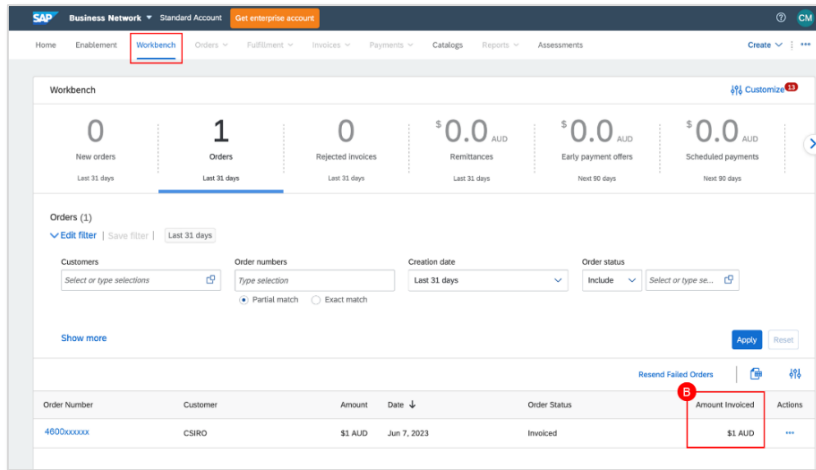 SAP Business Network Standard Account Get enterprise account CM
Home Enablement Workbench Orders Fulfillment Invoices Payments Catalogs Reports Assessments Create
Workbench Customize 13
0 1 0 $ 0.0 AUD $ 0.0 AUD $ 0.0 AUD
New orders Orders Rejected invoices Remittances Early payment offers Scheduled payments
Last 31 days Last 31 days Last 31 days Last 31 days Next 90 days Next 90 days
Orders (1)
Edit filter | Save filter | Last 31 days
Customers Order numbers Creation date Order status
Select or type selections Type selection Last 31 days Include Select or type se...
Partial match Exact match
Show more Apply Reset
Resend Failed Orders
B
Order Number Customer Amount Date ↓ Order Status Amount Invoiced Actions
4600xxxxxx CSIRO $1 AUD Jun 7, 2023 Invoiced $1 AUD ...